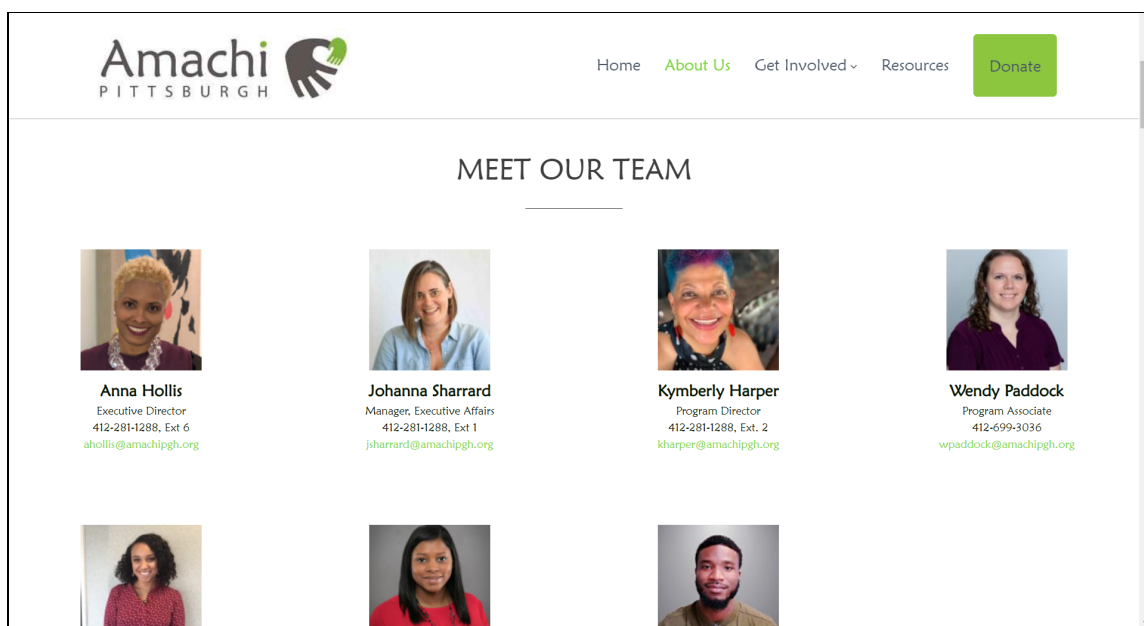 Amachi
PITTSBURGH
Home About Us Get Involved Resources Donate
MEET OUR TEAM
Anna Hollis
Executive Director
412-281-1288, Ext 6
ahollis@amachipgh.org
Johanna Sharrard
Manager, Executive Affairs
412-281-1288, Ext 1
jsharrard@amachipgh.org
Kymberly Harper
Program Director
412-281-1288, Ext. 2
kharper@amachipgh.org
Wendy Paddock
Program Associate
412-699-3036
wpaddock@amachipgh.org